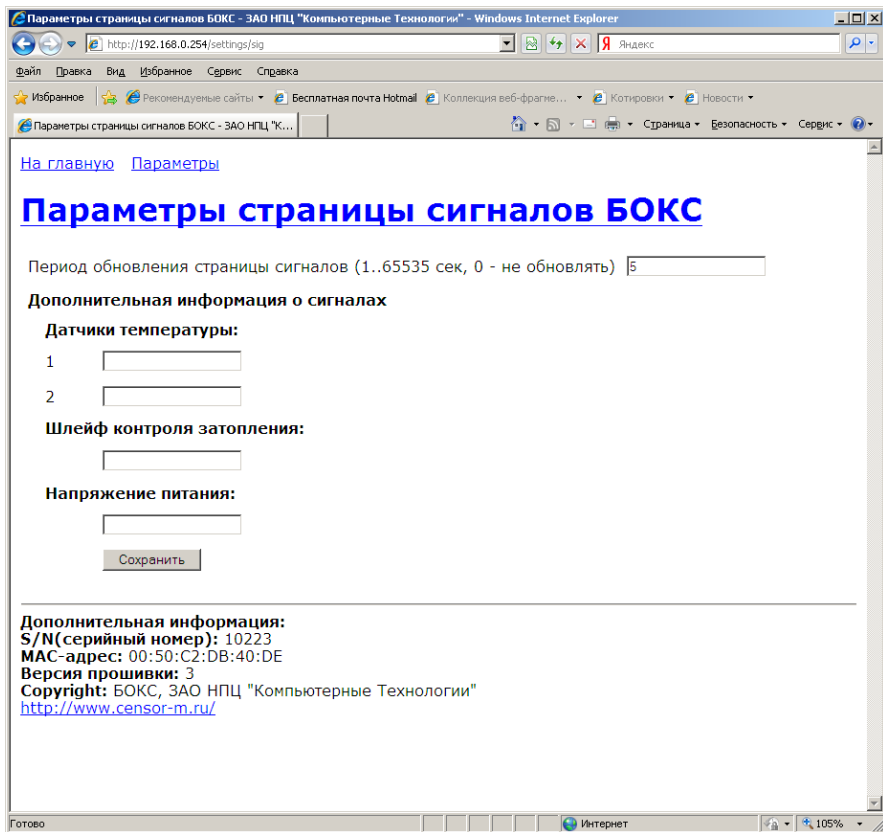 Параметры страницы сигналов БОКС - ЗАО НПЦ "Компьютерные Технологии" - Windows Internet Explorer
http://192.168.0.254/settings/sig
Яндекс
Файл Правка Вид Избранное Сервис Справка
Избранное Рекомендуемые сайты Бесплатная почта Hotmail Коллекция веб-фрагме... Котировки Новости
Параметры страницы сигналов БОКС - ЗАО НПЦ "К... Страница Безопасность Сервис
На главную Параметры
Параметры страницы сигналов БОКС
Период обновления страницы сигналов (1..65535 сек, 0 - не обновлять) 5
Дополнительная информация о сигналах
Датчики температуры:
1
2
Шлейф контроля затопления:
Напряжение питания:
Сохранить
Дополнительная информация:
S/N(серийный номер): 10223
MAC-адрес: 00:50:C2:DB:40:DE
Версия прошивки: 3
Copyright: БОКС, ЗАО НПЦ "Компьютерные Технологии"
http://www.censor-m.ru/
Готово Интернет 105%